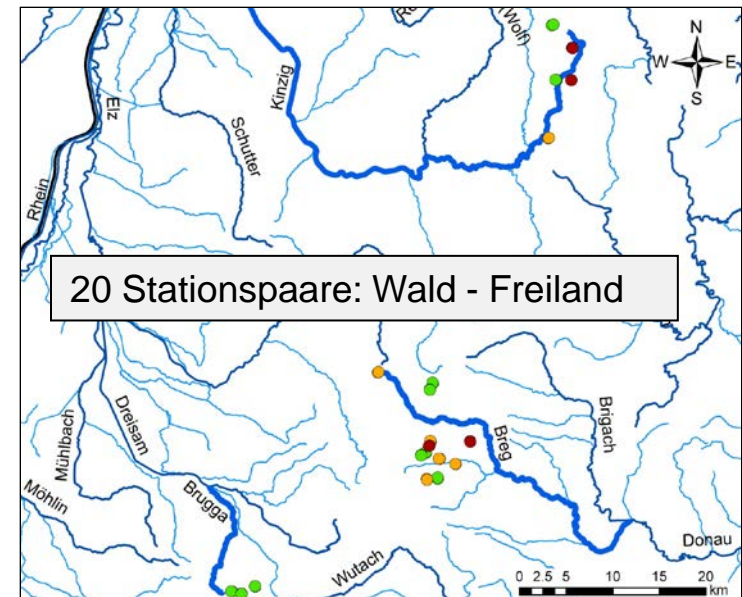 (Wolf)
N
W E
S
Kinzig
Elz
Schutter
Rhein
20 Stationspaare: Wald - Freiland
Mühlbach
Dreisam
Brigach
Breg
Möhlin
Brugga
Wutach
Donau
0 2.5 5 10 15 20
km